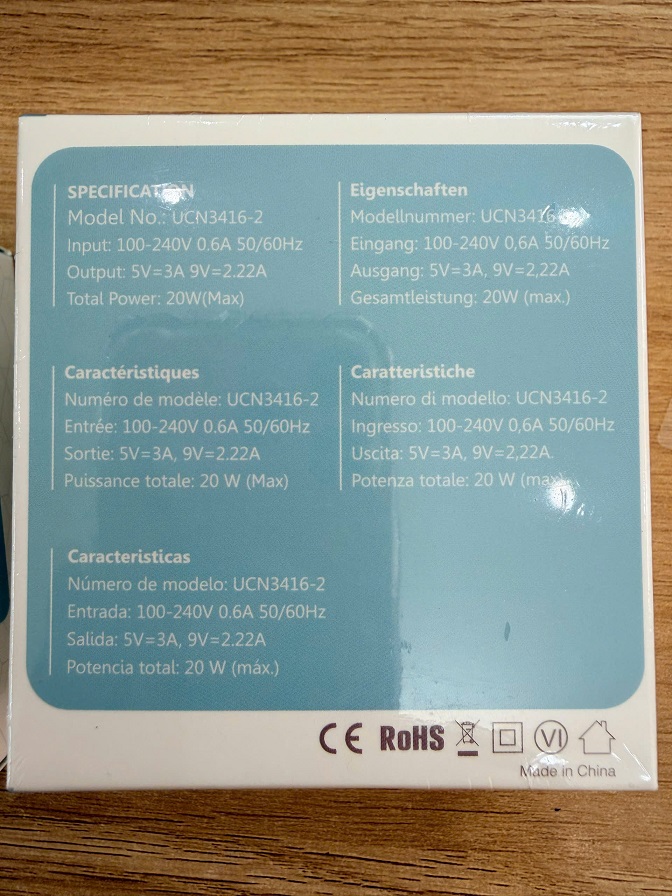 SPECIFICATION
Model No.: UCN3416-2
Input: 100-240V 0.6A 50/60Hz
Output: 5V=3A 9V=2.22A
Total Power: 20W(Max)
Eigenschaften
Modellnummer: UCN3416
Eingang: 100-240V 0,6A 50/60Hz
Ausgang: 5V=3A, 9V=2,22A
Gesamtleistung: 20W (max.)
Caractéristiques
Numéro de modèle: UCN3416-2
Entrée: 100-240V 0.6A 50/60Hz
Sortie: 5V=3A, 9V=2.22A
Puissance totale: 20 W (Max)
Caratteristiche
Numero di modello: UCN3416-2
Ingresso: 100-240V 0,6A 50/60Hz
Uscita: 5V=3A, 9V=2,22A.
Potenza totale: 20 W (max.)
Caracteristicas
Número de modelo: UCN3416-2
Entrada: 100-240V 0.6A 50/60Hz
Salida: 5V=3A, 9V=2.22A
Potencia total: 20 W (máx.)
CE RoHS VI
Made in China